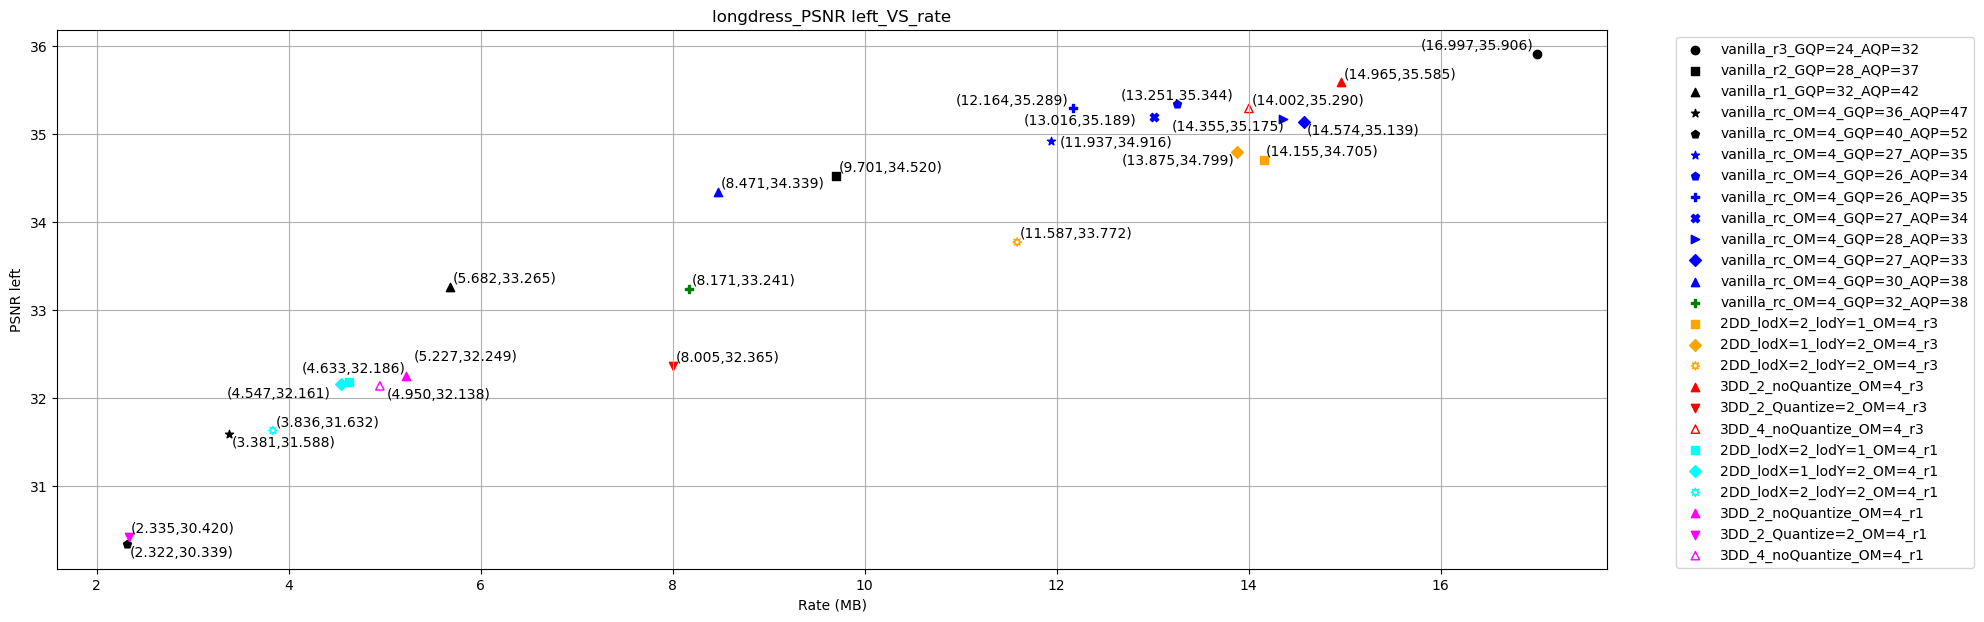 longdress_PSNR left_VS_rate
PSNR left
36
35
34
33
32
31
(16.997,35.906)
(14.965,35.585)
(12.164,35.289)
(13.251,35.344)
(14.002,35.290)
(13.016,35.189)
(14.355,35.175)
(14.574,35.139)
(11.937,34.916)
(13.875,34.799)
(14.155,34.705)
(9.701,34.520)
(8.471,34.339)
(11.587,33.772)
(5.682,33.265)
(8.171,33.241)
(8.005,32.365)
(5.227,32.249)
(4.633,32.186)
(4.547,32.161)
(4.950,32.138)
(3.836,31.632)
(3.381,31.588)
(2.335,30.420)
(2.322,30.339)
2
4
6
8
10
12
14
16
Rate (MB)
vanilla_r3_GQP=24_AQP=32
vanilla_r2_GQP=28_AQP=37
vanilla_r1_GQP=32_AQP=42
vanilla_rc_OM=4_GQP=36_AQP=47
vanilla_rc_OM=4_GQP=40_AQP=52
vanilla_rc_OM=4_GQP=27_AQP=35
vanilla_rc_OM=4_GQP=26_AQP=34
vanilla_rc_OM=4_GQP=26_AQP=35
vanilla_rc_OM=4_GQP=27_AQP=34
vanilla_rc_OM=4_GQP=28_AQP=33
vanilla_rc_OM=4_GQP=27_AQP=33
vanilla_rc_OM=4_GQP=30_AQP=38
vanilla_rc_OM=4_GQP=32_AQP=38
2DD_lodX=2_lodY=1_OM=4_r3
2DD_lodX=1_lodY=2_OM=4_r3
2DD_lodX=2_lodY=2_OM=4_r3
3DD_2_noQuantize_OM=4_r3
3DD_2_Quantize=2_OM=4_r3
3DD_4_noQuantize_OM=4_r3
2DD_lodX=2_lodY=1_OM=4_r1
2DD_lodX=1_lodY=2_OM=4_r1
2DD_lodX=2_lodY=2_OM=4_r1
3DD_2_noQuantize_OM=4_r1
3DD_2_Quantize=2_OM=4_r1
3DD_4_noQuantize_OM=4_r1